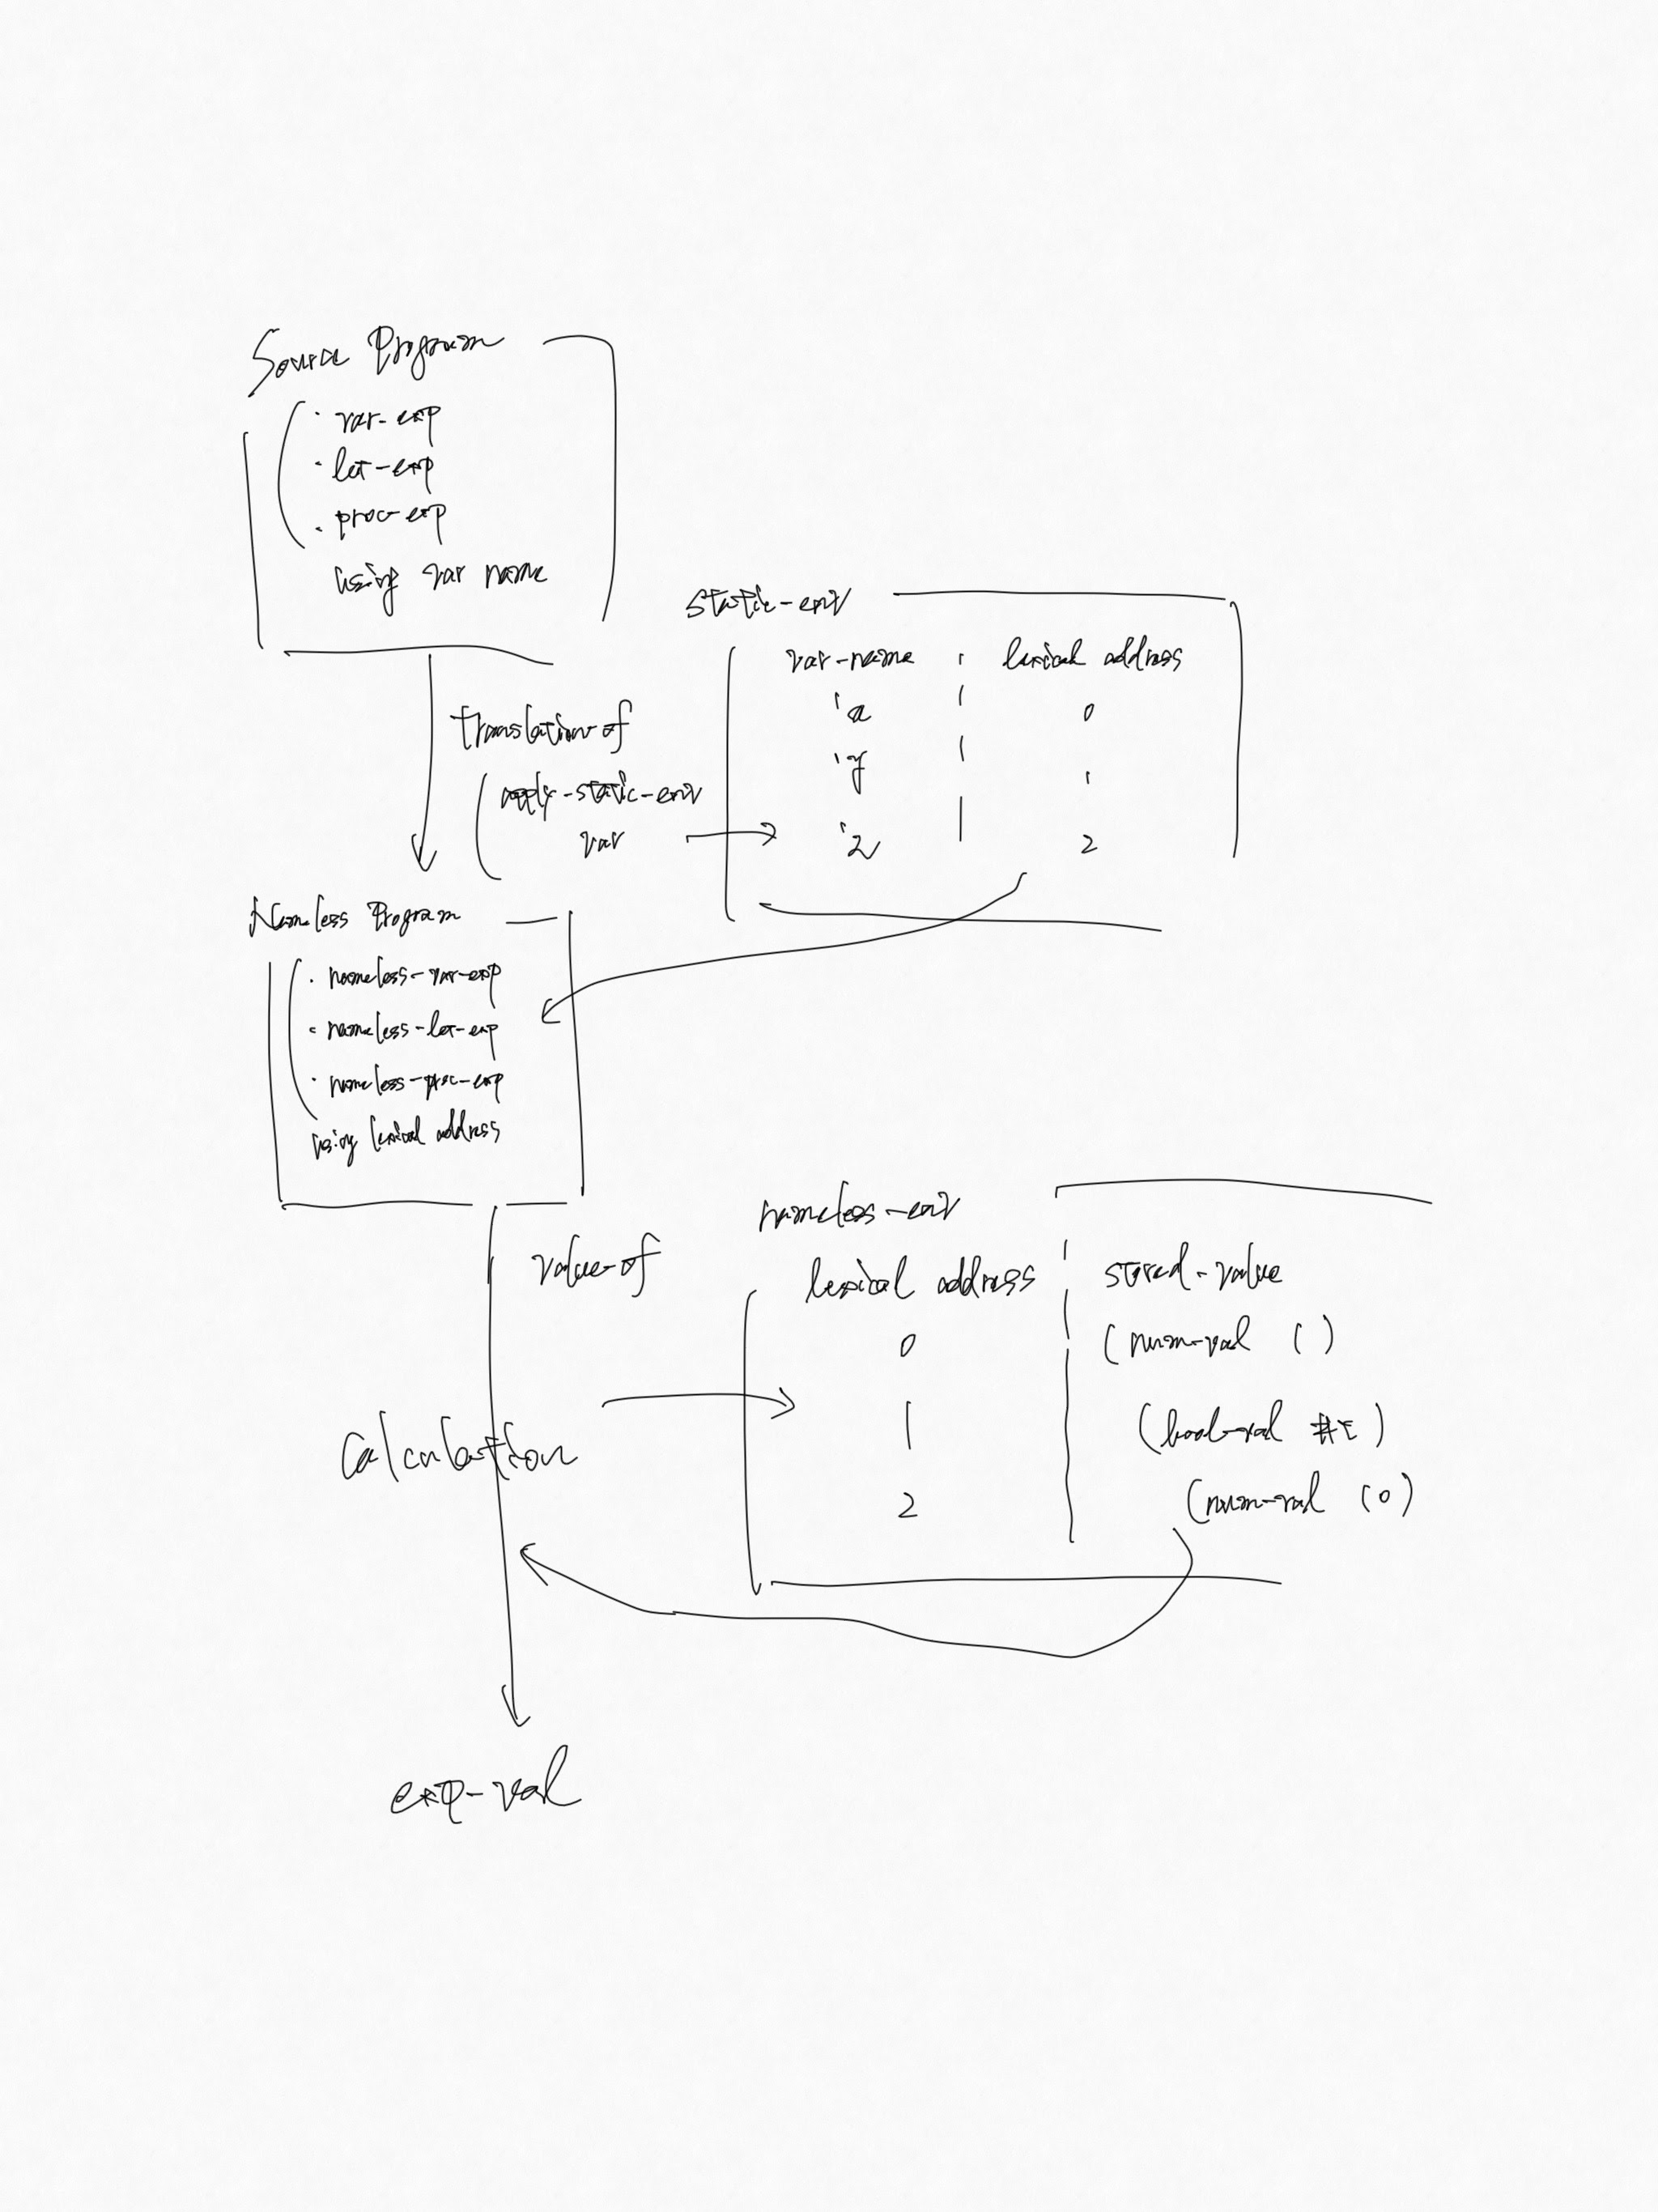 Source Program
· var-exp
· let-exp
· proc-exp
using var name
static-env
var-name | lexical address
'a | 0
'y | 1
'z | 2
translation-of
(apply-static-env
var
Nameless Program
· nameless-var-exp
· nameless-let-exp
· nameless-proc-exp
using lexical address
value-of
nameless-env
lexical address | stored-value
0 | (num-val 1)
1 | (bool-val #t)
2 | (num-val 10)
Calculation
exp-val